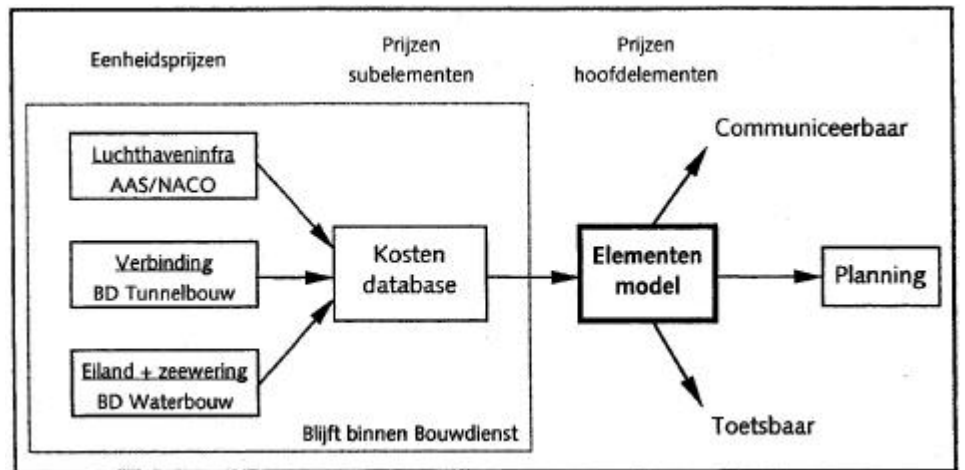 Eenheidsprijzen
Prijzen
subelementen
Prijzen
hoofdelementen
Luchthaveninfra
AAS/NACO
Verbinding
BD Tunnelbouw
Eiland + zeewering
BD Waterbouw
Kosten
database
Blijft binnen Bouwdienst
Elementen
model
Communiceerbaar
Planning
Toetsbaar